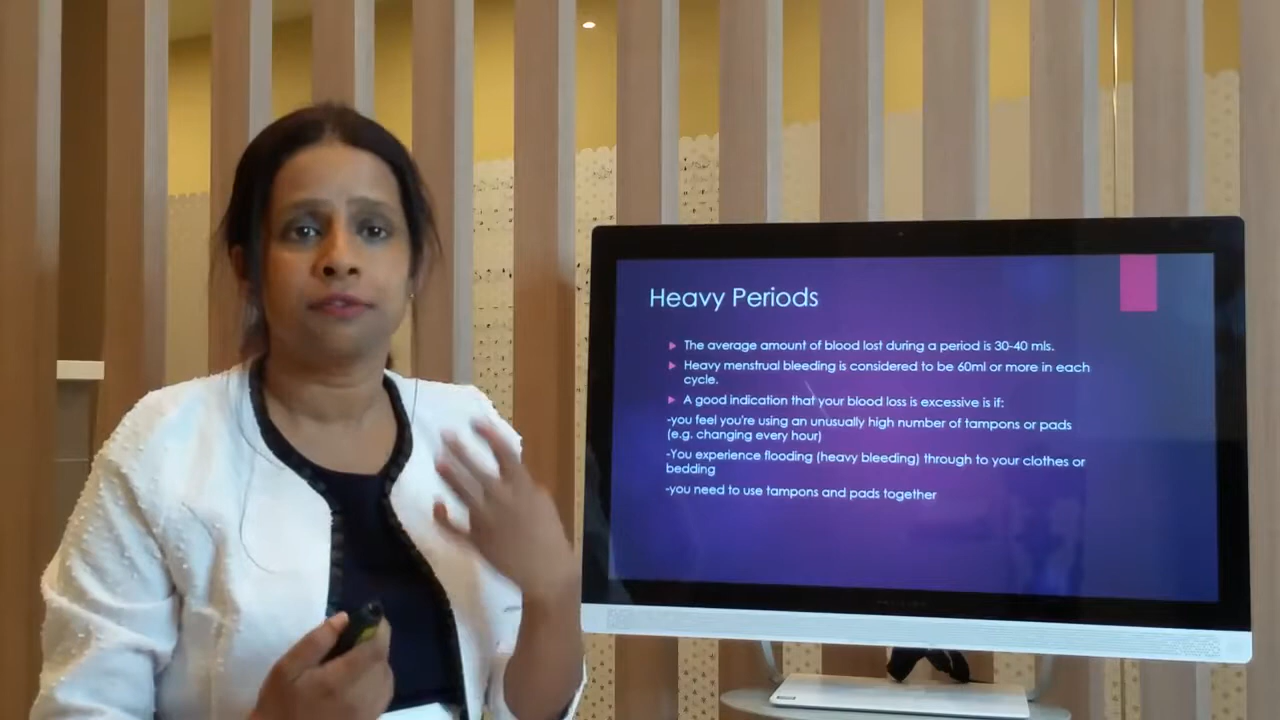 Heavy Periods
The average amount of blood lost during a period is 30-40 mls.
Heavy menstrual bleeding is considered to be 60ml or more in each
cycle.
A good indication that your blood loss is excessive is if:
-you feel you're using an unusually high number of tampons or pads
(e.g. changing every hour)
-You experience flooding (heavy bleeding) through to your clothes or
bedding
-you need to use tampons and pads together